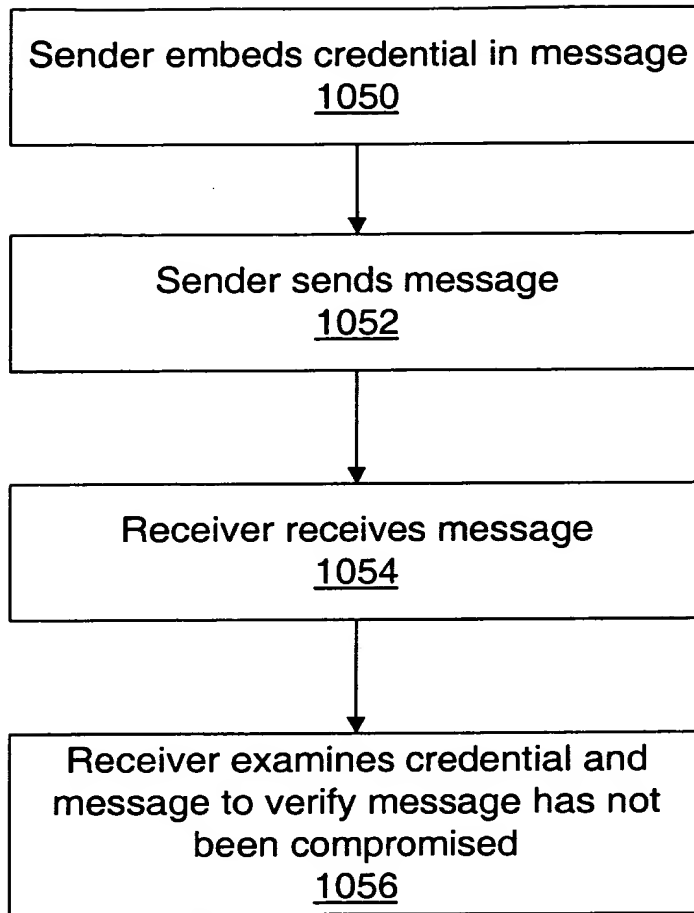 Sender embeds credential in message
1050
Sender sends message
1052
Receiver receives message
1054
Receiver examines credential and
message to verify message has not
been compromised
1056